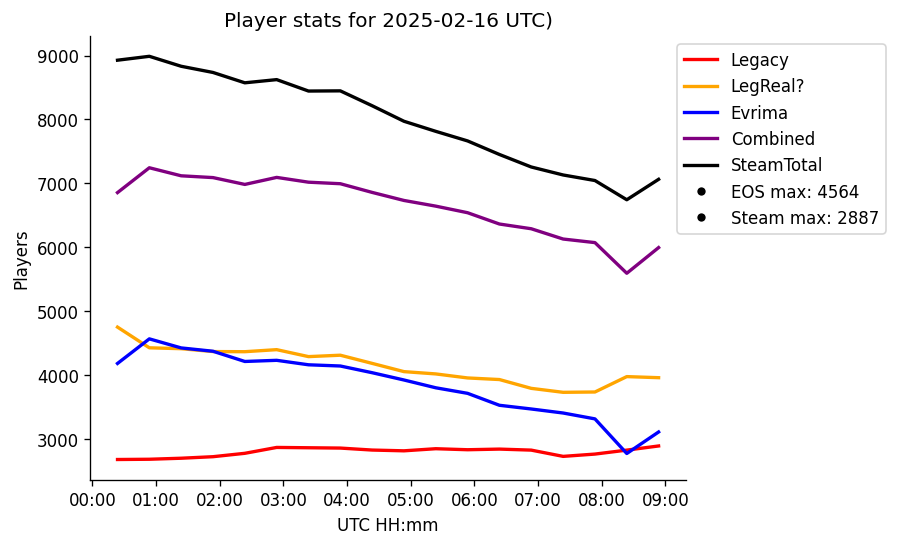 Player stats for 2025-02-16 UTC)
9000
8000
7000
6000
5000
4000
3000
Players
00:00 01:00 02:00 03:00 04:00 05:00 06:00 07:00 08:00 09:00
UTC HH:mm
Legacy
LegReal?
Evrima
Combined
SteamTotal
EOS max: 4564
Steam max: 2887